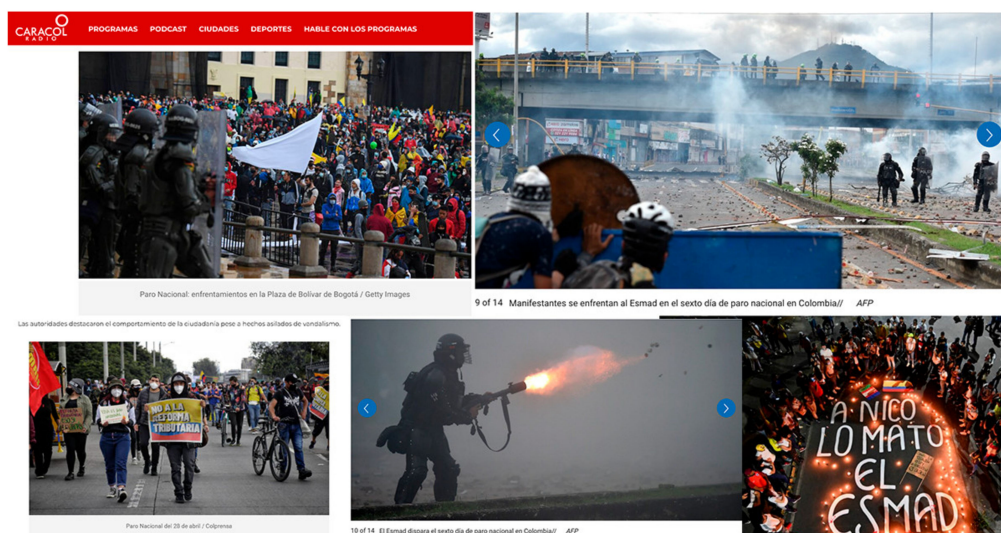 CARACOL
RADIO
PROGRAMAS PODCAST CIUDADES DEPORTES HABLE CON LOS PROGRAMAS
Paro Nacional: enfrentamientos en la Plaza de Bolívar de Bogotá / Getty Images
9 of 14 Manifestantes se enfrentan al Esmad en el sexto día de paro nacional en Colombia// AFP
Las autoridades destacaron el comportamiento de la ciudadanía pese a hechos aislados de vandalismo.
NO A LA
REFORMA
TRIBUTARIA
Paro Nacional del 28 de abril / Colprensa
10 of 14 El Esmad dispara el sexto día de paro nacional en Colombia// AFP
A NICO
LO MATO
EL
ESMAD